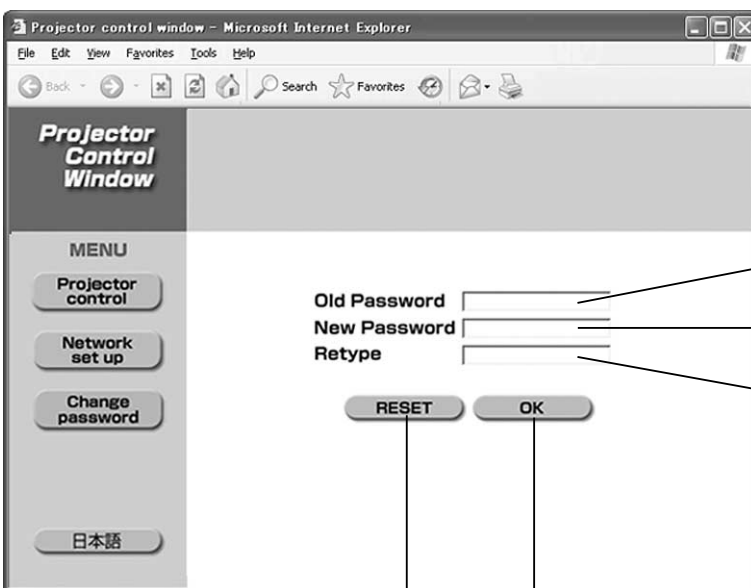 Projector control window - Microsoft Internet Explorer
File Edit View Favorites Tools Help
Back Search Favorites
Projector
Control
Window
MENU
Projector
control
Network
set up
Change
password
日本語
Old Password
New Password
Retype
RESET OK